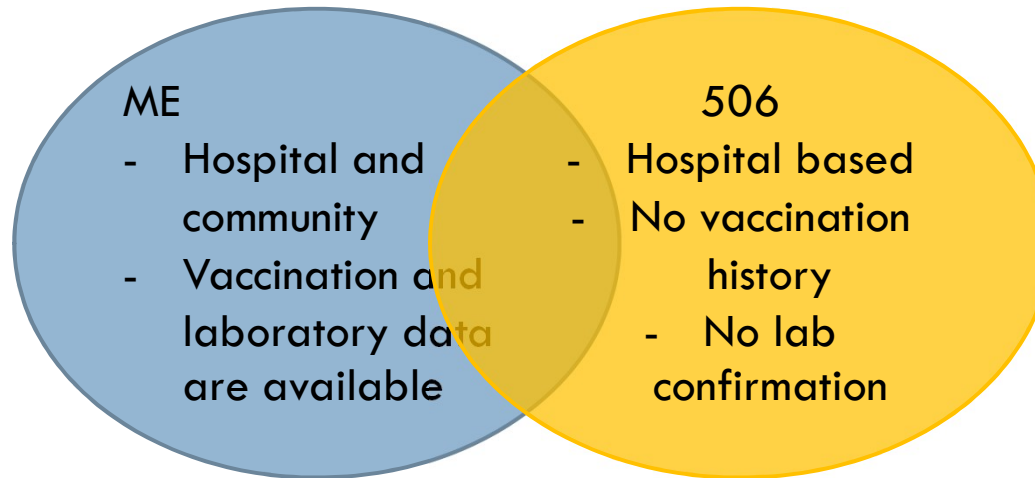 ME
- Hospital and
community
- Vaccination and
laboratory data
are available
506
- Hospital based
- No vaccination
history
- No lab
confirmation